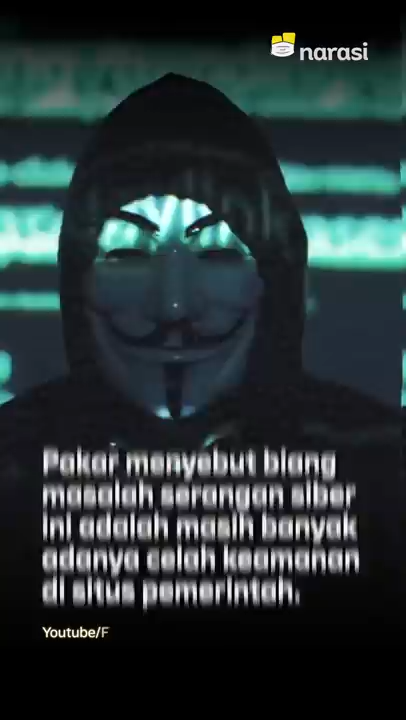 narasi
Pakar menyebut biang
masalah serangan siber
ini adalah masih banyak
adanya celah keamanan
di situs pemerintah.
Youtube/F